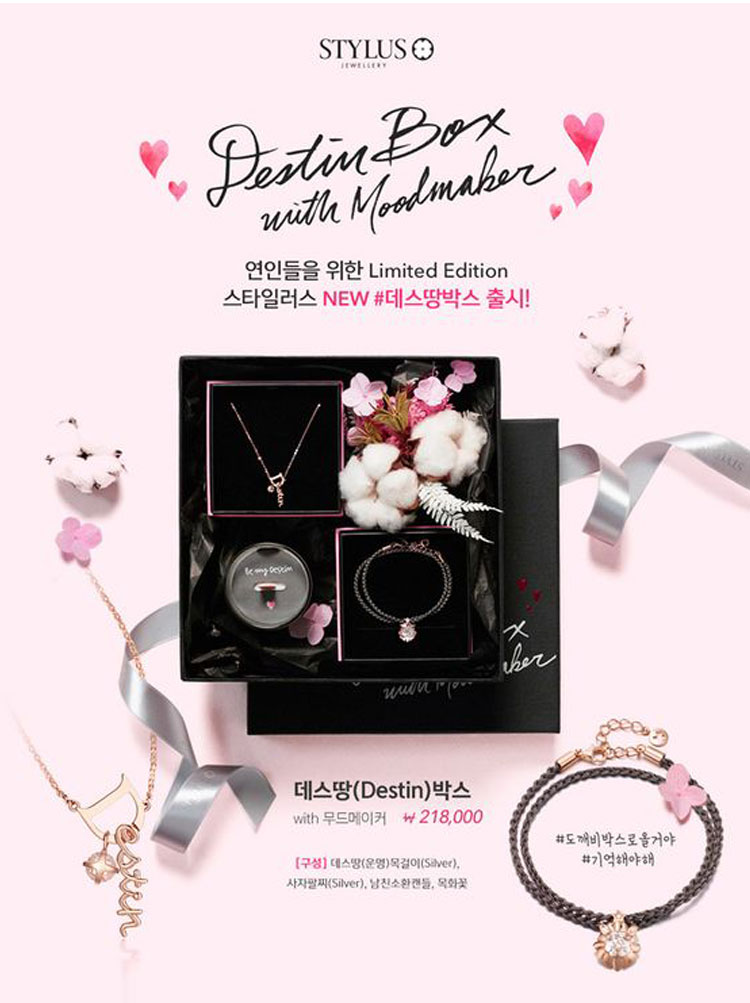 STYLUS
JEWELLERY
Destin Box
with Moodmaker
연인들을 위한 Limited Edition
스타일러스 NEW #데스땅박스 출시!
Destin
be my Destin
x
with Mo
aker
데스땅(Destin)박스
with 무드메이커 ₩ 218,000
[구성] 데스땅(운명)목걸이(Silver),
사자팔찌(Silver), 남친소환캔들, 목화꽃
Destin
#도깨비박스로올거야
#기억해야해